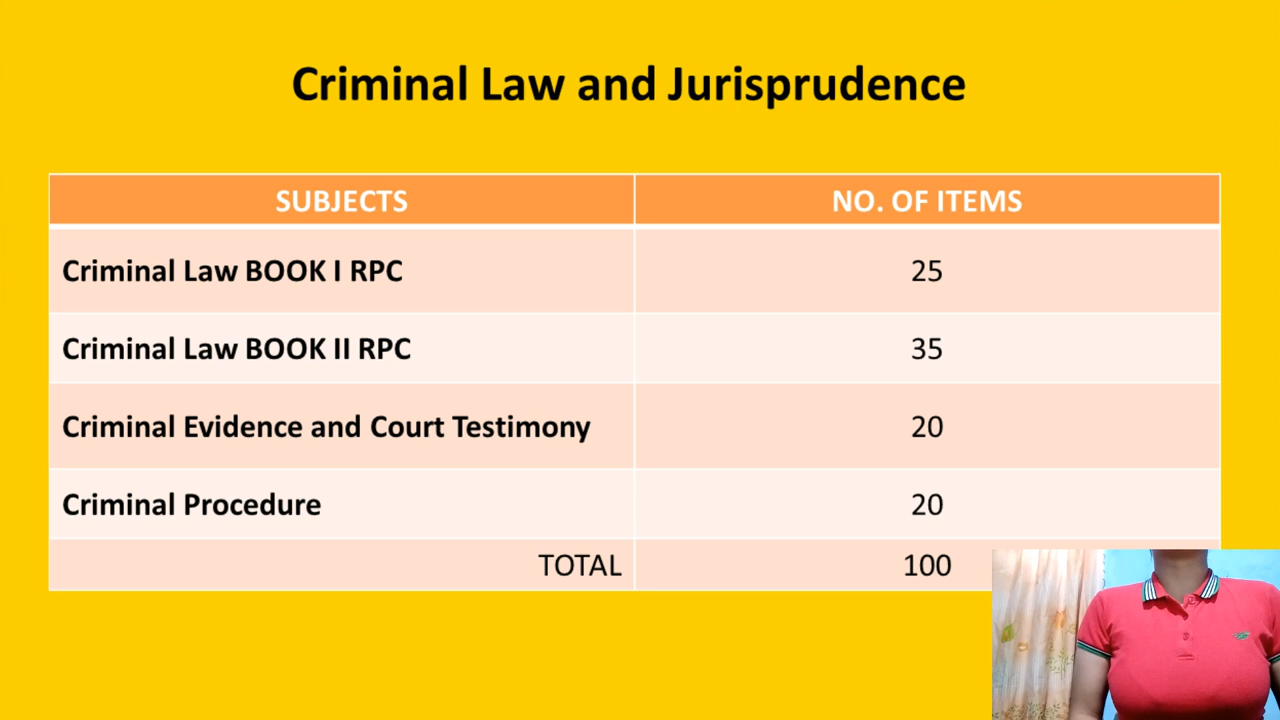 Criminal Law and Jurisprudence
SUBJECTS NO. OF ITEMS
Criminal Law BOOK I RPC 25
Criminal Law BOOK II RPC 35
Criminal Evidence and Court Testimony 20
Criminal Procedure 20
TOTAL 100